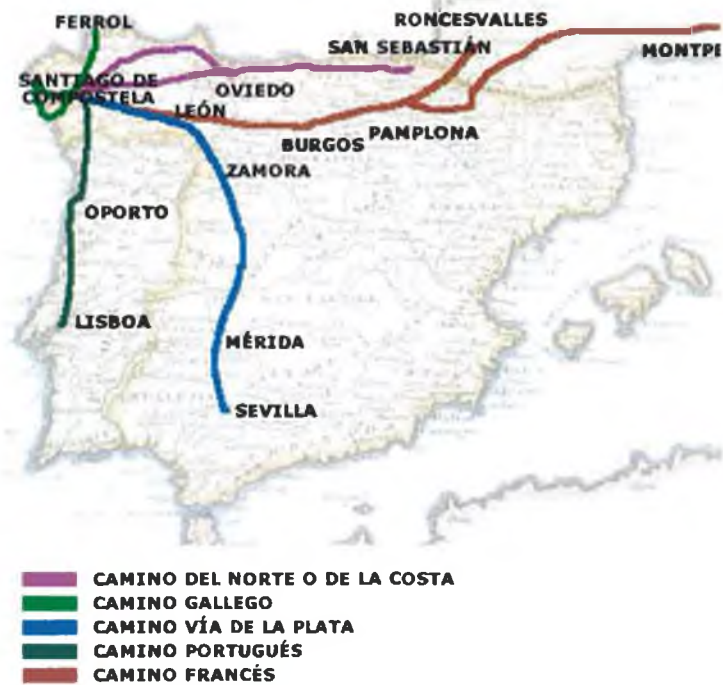 FERROL
RONCESVALLES
SAN SEBASTIÁN
MONTPE
SANTIAGO DE
COMPOSTELA
OVIEDO
LEÓN
BURGOS
PAMPLONA
ZAMORA
OPORTO
LISBOA
MÉRIDA
SEVILLA
CAMINO DEL NORTE O DE LA COSTA
CAMINO GALLEGO
CAMINO VÍA DE LA PLATA
CAMINO PORTUGUÉS
CAMINO FRANCÉS